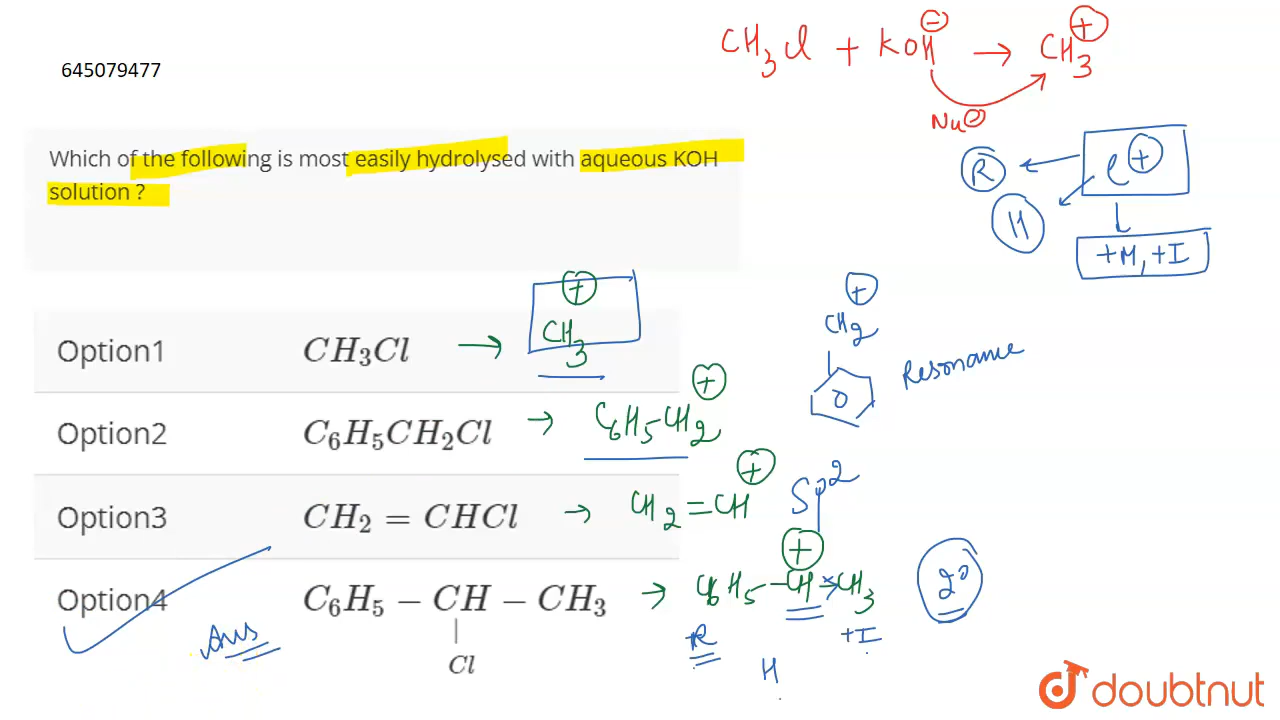 CH₃Cl + KOH⊖ → CH₃⊕
Nu⊖
645079477
Which of the following is most easily hydrolysed with aqueous KOH
solution ?
R
H
C⊕
+M, +I
Option1 CH₃Cl → CH₃⊕
Option2 C₆H₅CH₂Cl → C₆H₅-CH₂⊕
⊕
CH₂
Resonance
Option3 CH₂ = CHCl → CH₂=CH⊕ Sp²
Option4 C₆H₅ − CH − CH₃ → C₆H₅-CH⊕-CH₃ 2°
|
Cl
Ans
R
+I
H
doubtnut